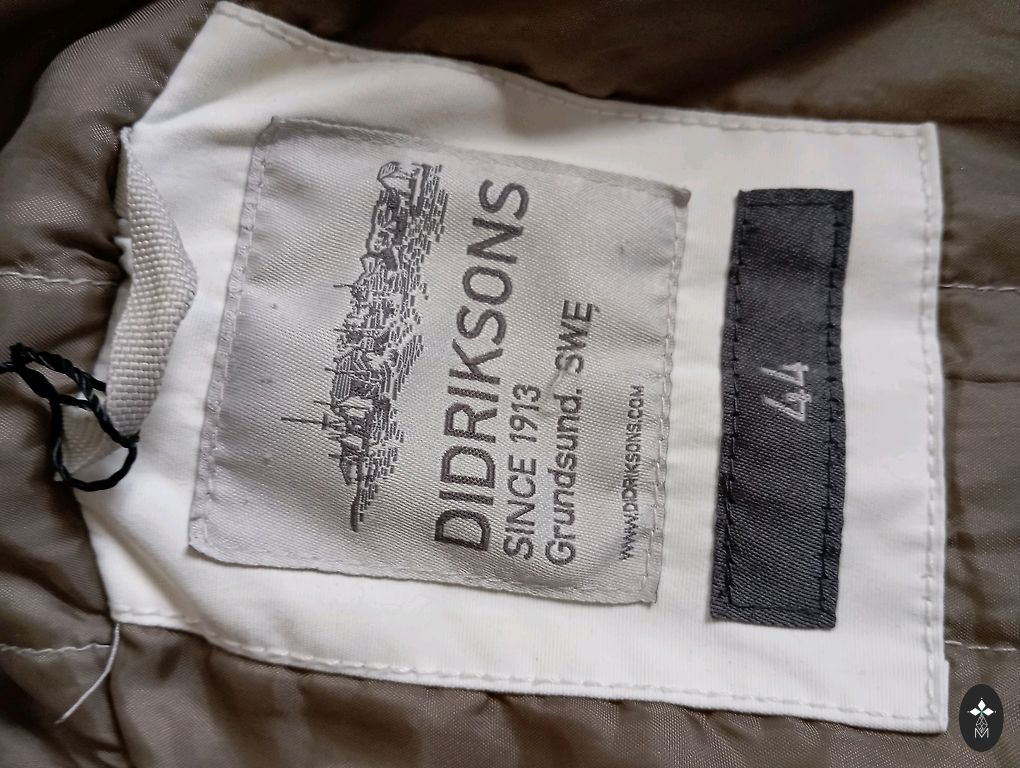 DIDRIKSONS
SINCE 1913
Grundsund. SWE
WWW.DIDRIKSONS.COM
44